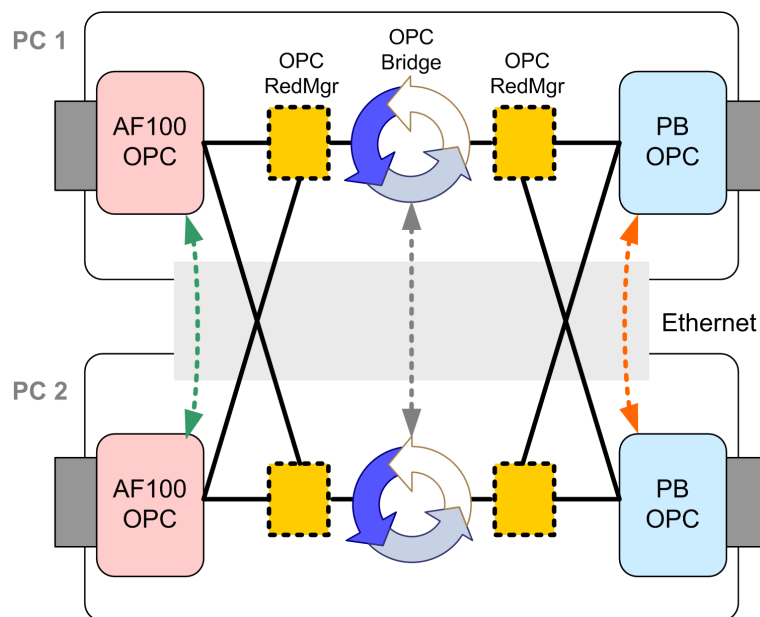 PC 1
OPC
RedMgr
OPC
Bridge
OPC
RedMgr
AF100
OPC
PB
OPC
Ethernet
PC 2
AF100
OPC
PB
OPC